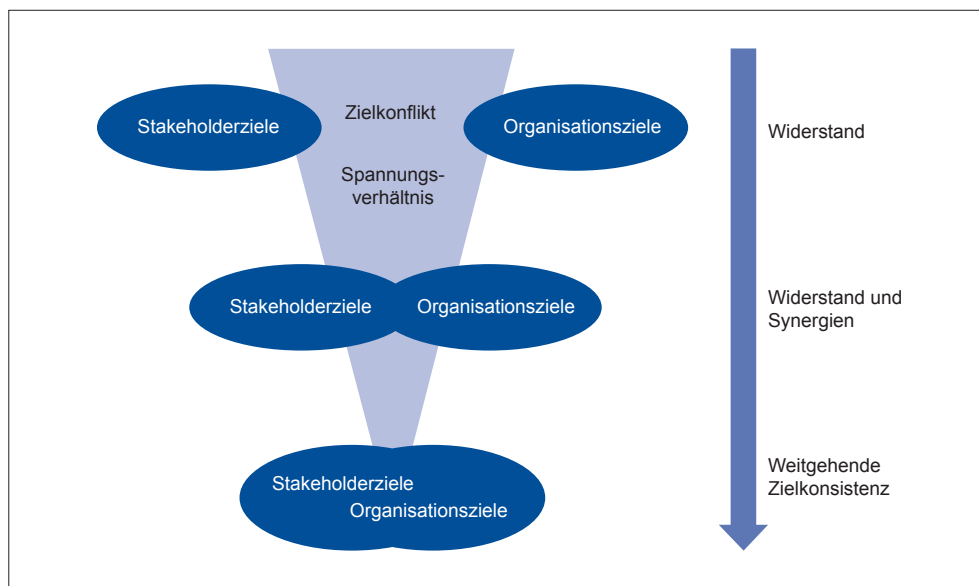 Stakeholderziele
Zielkonflikt
Spannungs-
verhältnis
Organisationsziele
Widerstand
Stakeholderziele
Organisationsziele
Widerstand und
Synergien
Stakeholderziele
Organisationsziele
Weitgehende
Zielkonsistenz